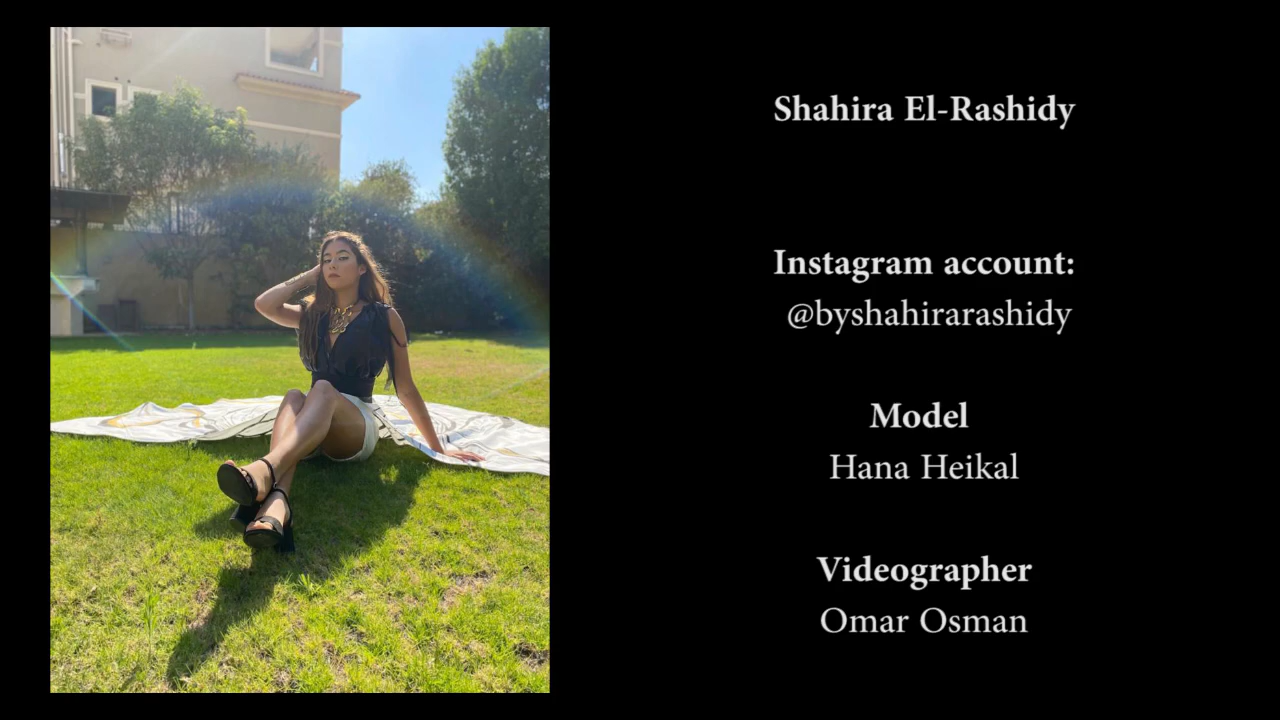 Shahira El-Rashidy
Instagram account:
@byshahirarashidy
Model
Hana Heikal
Videographer
Omar Osman